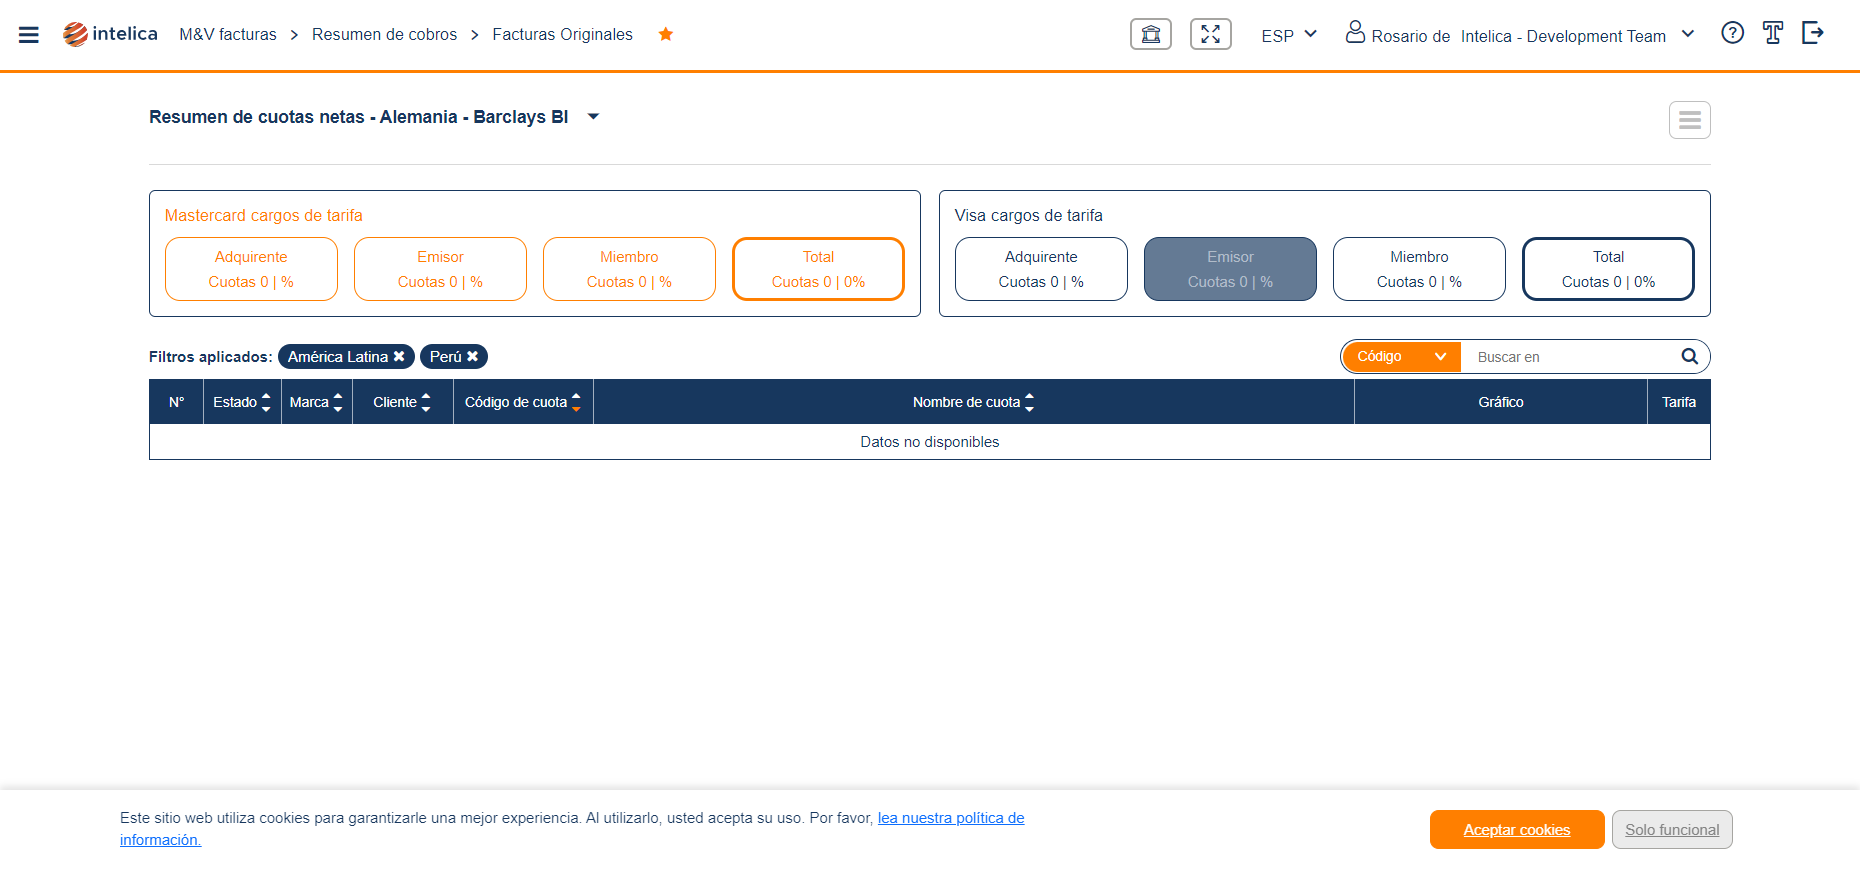 intelica M&V facturas > Resumen de cobros > Facturas Originales ESP Rosario de Intelica - Development Team
Resumen de cuotas netas - Alemania - Barclays BI
Mastercard cargos de tarifa
Adquirente
Cuotas 0 | %
Emisor
Cuotas 0 | %
Miembro
Cuotas 0 | %
Total
Cuotas 0 | 0%
Visa cargos de tarifa
Adquirente
Cuotas 0 | %
Emisor
Cuotas 0 | %
Miembro
Cuotas 0 | %
Total
Cuotas 0 | 0%
Filtros aplicados: América Latina ✖ Perú ✖
Código Buscar en
N° Estado Marca Cliente Código de cuota Nombre de cuota Gráfico Tarifa
Datos no disponibles
Este sitio web utiliza cookies para garantizarle una mejor experiencia. Al utilizarlo, usted acepta su uso. Por favor, lea nuestra política de
información.
Aceptar cookies
Solo funcional